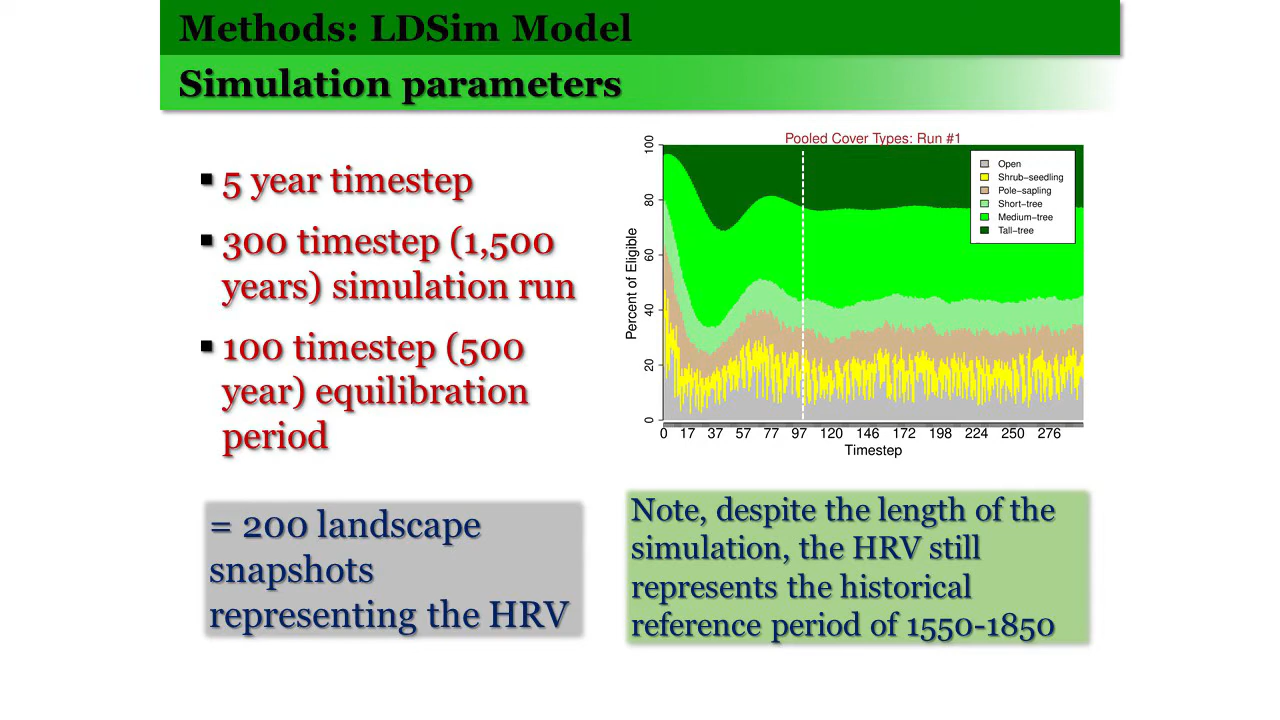 Methods: LDSim Model
Simulation parameters
▪ 5 year timestep
▪ 300 timestep (1,500
years) simulation run
▪ 100 timestep (500
year) equilibration
period
= 200 landscape
snapshots
representing the HRV
Pooled Cover Types: Run #1
Percent of Eligible
100
80
60
40
20
0
Open
Shrub−seedling
Pole−sapling
Short−tree
Medium−tree
Tall−tree
0 17 37 57 77 97 120 146 172 198 224 250 276
Timestep
Note, despite the length of the
simulation, the HRV still
represents the historical
reference period of 1550-1850